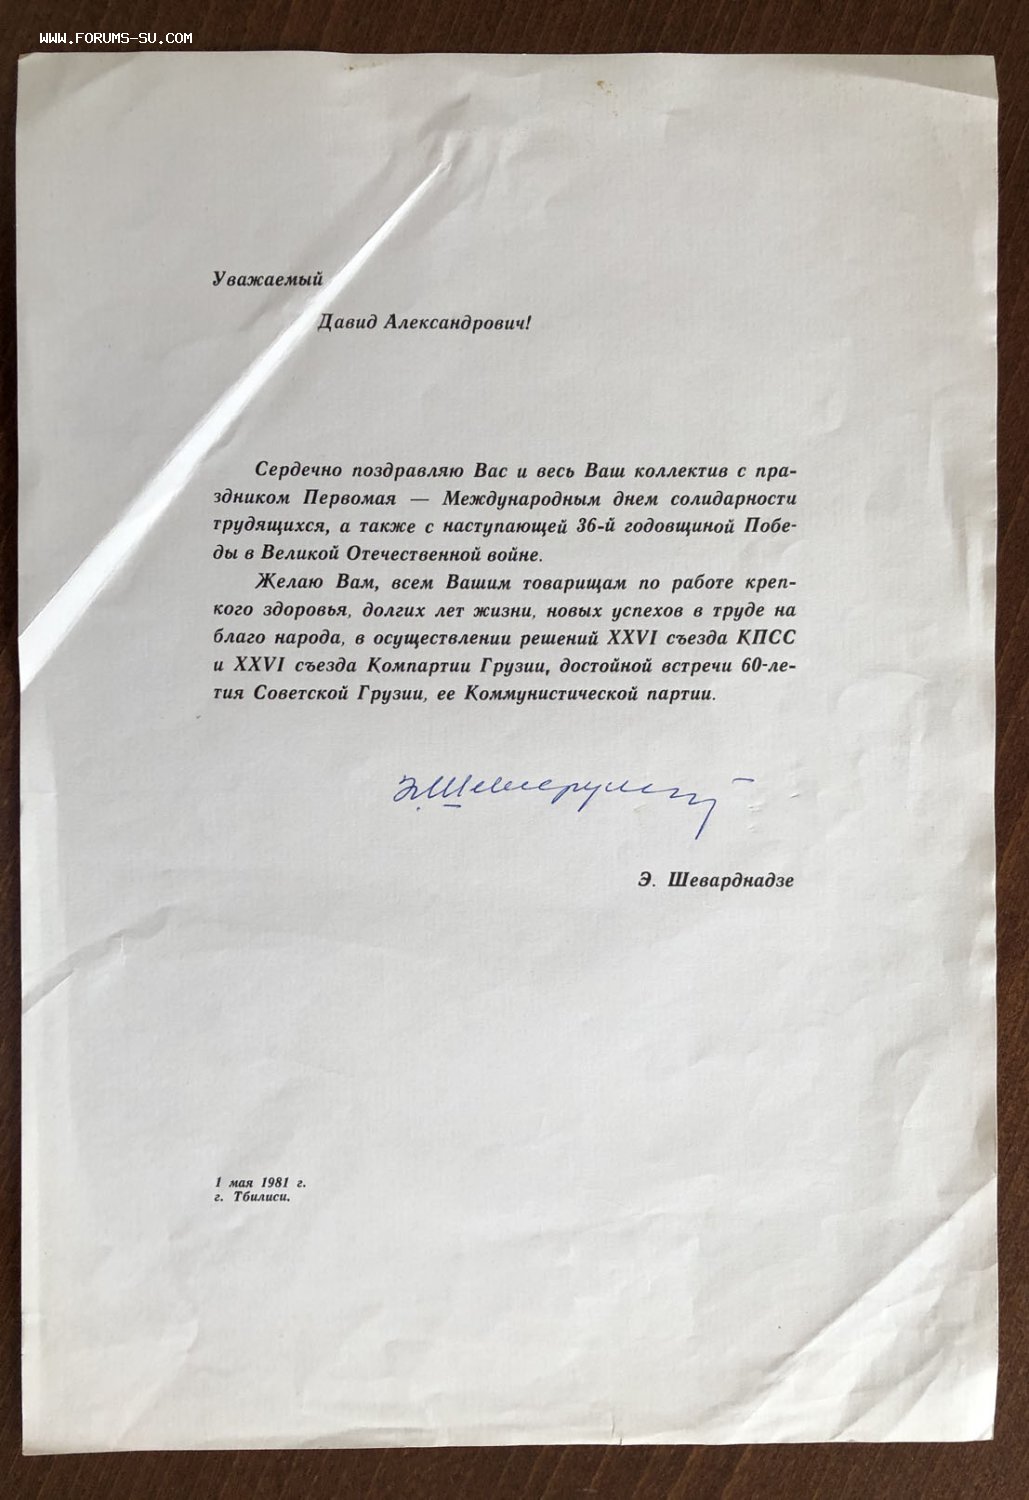 WWW.FORUMS-SU.COM
Уважаемый
Давид Александрович!
Сердечно поздравляю Вас и весь Ваш коллектив с пра-
здником Первомая — Международным днем солидарности
трудящихся, а также с наступающей 36-й годовщиной Побе-
ды в Великой Отечественной войне.
Желаю Вам, всем Вашим товарищам по работе креп-
кого здоровья, долгих лет жизни, новых успехов в труде на
благо народа, в осуществлении решений XXVI съезда КПСС
и XXVI съезда Компартии Грузии, достойной встречи 60-ле-
тия Советской Грузии, ее Коммунистической партии.
Э. Шеварднадзе
1 мая 1981 г.
г. Тбилиси.